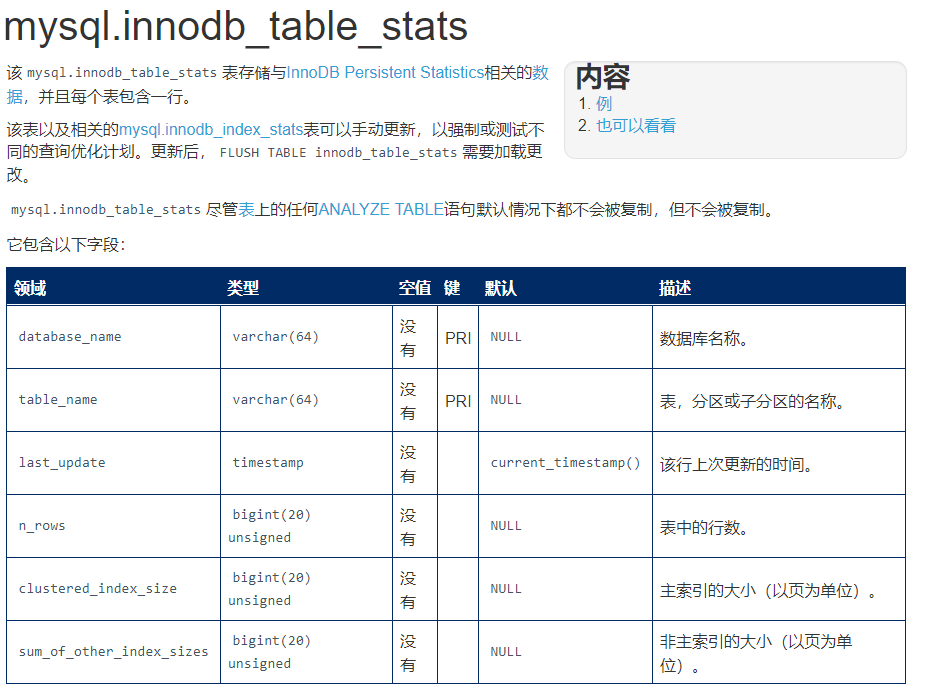 mysql.innodb_table_stats
该 mysql.innodb_table_stats 表存储与InnoDB Persistent Statistics相关的数
据，并且每个表包含一行。
该表以及相关的mysql.innodb_index_stats表可以手动更新，以强制或测试不
同的查询优化计划。更新后， FLUSH TABLE innodb_table_stats 需要加载更
改。
内容
1. 例
2. 也可以看看
mysql.innodb_table_stats 尽管表上的任何ANALYZE TABLE语句默认情况下都不会被复制，但不会被复制。
它包含以下字段：
领域 类型 空值 键 默认 描述
database_name varchar(64) 没有 PRI NULL 数据库名称。
table_name varchar(64) 没有 PRI NULL 表，分区或子分区的名称。
last_update timestamp 没有 current_timestamp() 该行上次更新的时间。
n_rows bigint(20) unsigned 没有 NULL 表中的行数。
clustered_index_size bigint(20) unsigned 没有 NULL 主索引的大小（以页为单位）。
sum_of_other_index_sizes bigint(20) unsigned 没有 NULL 非主索引的大小（以页为单位）。